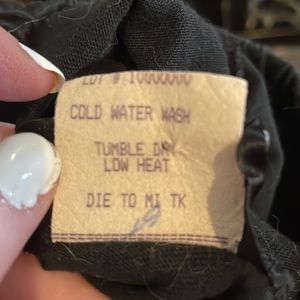 LOT # 10000000
COLD WATER WASH
TUMBLE DRY
LOW HEAT
DIE TO MI TK